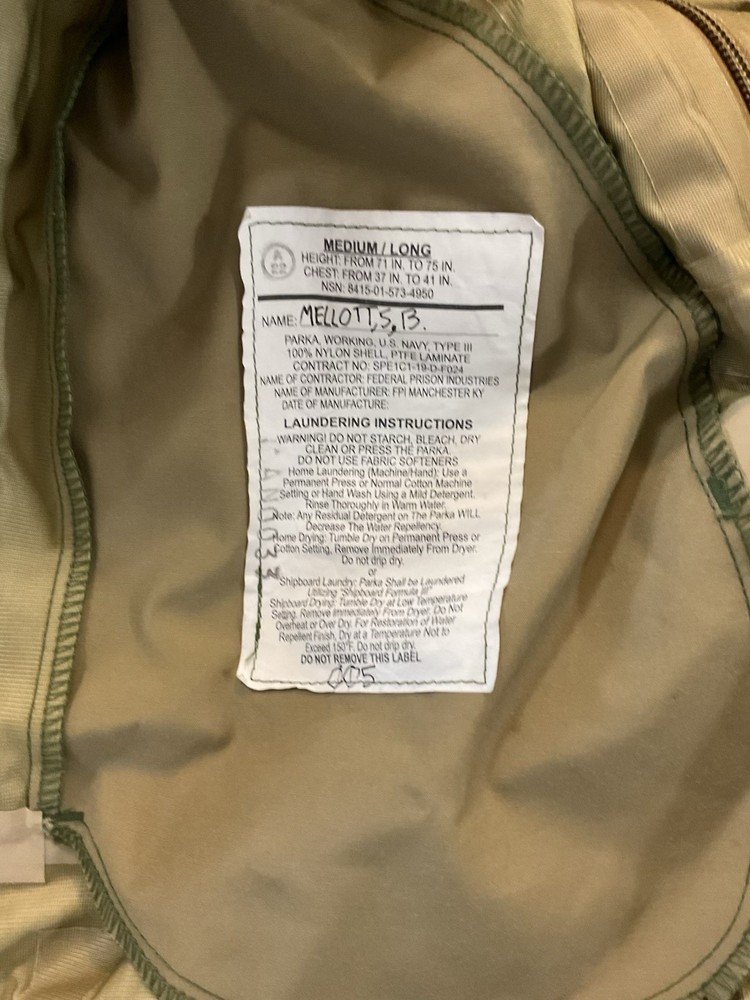 MEDIUM / LONG
A
22
HEIGHT: FROM 71 IN. TO 75 IN.
CHEST: FROM 37 IN. TO 41 IN.
NSN: 8415-01-573-4950
NAME: MELLOTT, S, B.
PARKA, WORKING, U.S. NAVY, TYPE III
100% NYLON SHELL, PTFE LAMINATE
CONTRACT NO: SPE1C1-19-D-F024
NAME OF CONTRACTOR: FEDERAL PRISON INDUSTRIES
NAME OF MANUFACTURER: FPI MANCHESTER KY
DATE OF MANUFACTURE:
LAUNDERING INSTRUCTIONS
WARNING! DO NOT STARCH, BLEACH, DRY
CLEAN OR PRESS THE PARKA.
DO NOT USE FABRIC SOFTENERS
Home Laundering (Machine/Hand): Use a
Permanent Press or Normal Cotton Machine
Setting or Hand Wash Using a Mild Detergent.
Rinse Thoroughly in Warm Water.
Note: Any Residual Detergent on The Parka WILL
Decrease The Water Repellency.
Home Drying: Tumble Dry on Permanent Press or
Cotton Setting, Remove Immediately From Dryer.
Do not drip dry.
or
Shipboard Laundry: Parka Shall be Laundered
Utilizing "Shipboard Formula III"
Shipboard Drying: Tumble Dry at Low Temperature
Setting. Remove Immediately From Dryer. Do Not
Overheat or Over Dry. For Restoration of Water
Repellent Finish, Dry at a Temperature Not to
Exceed 150°F. Do not drip dry.
DO NOT REMOVE THIS LABEL
005